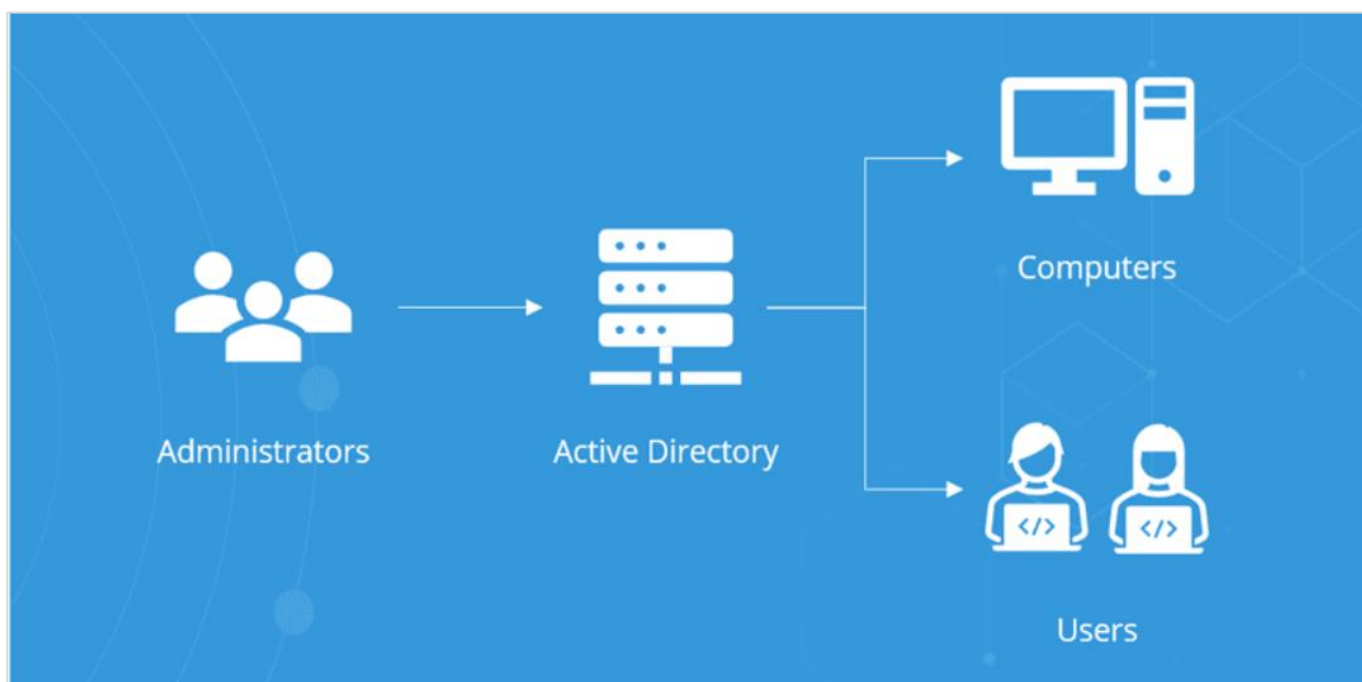 Administrators
Active Directory
Computers
</>
</>
Users